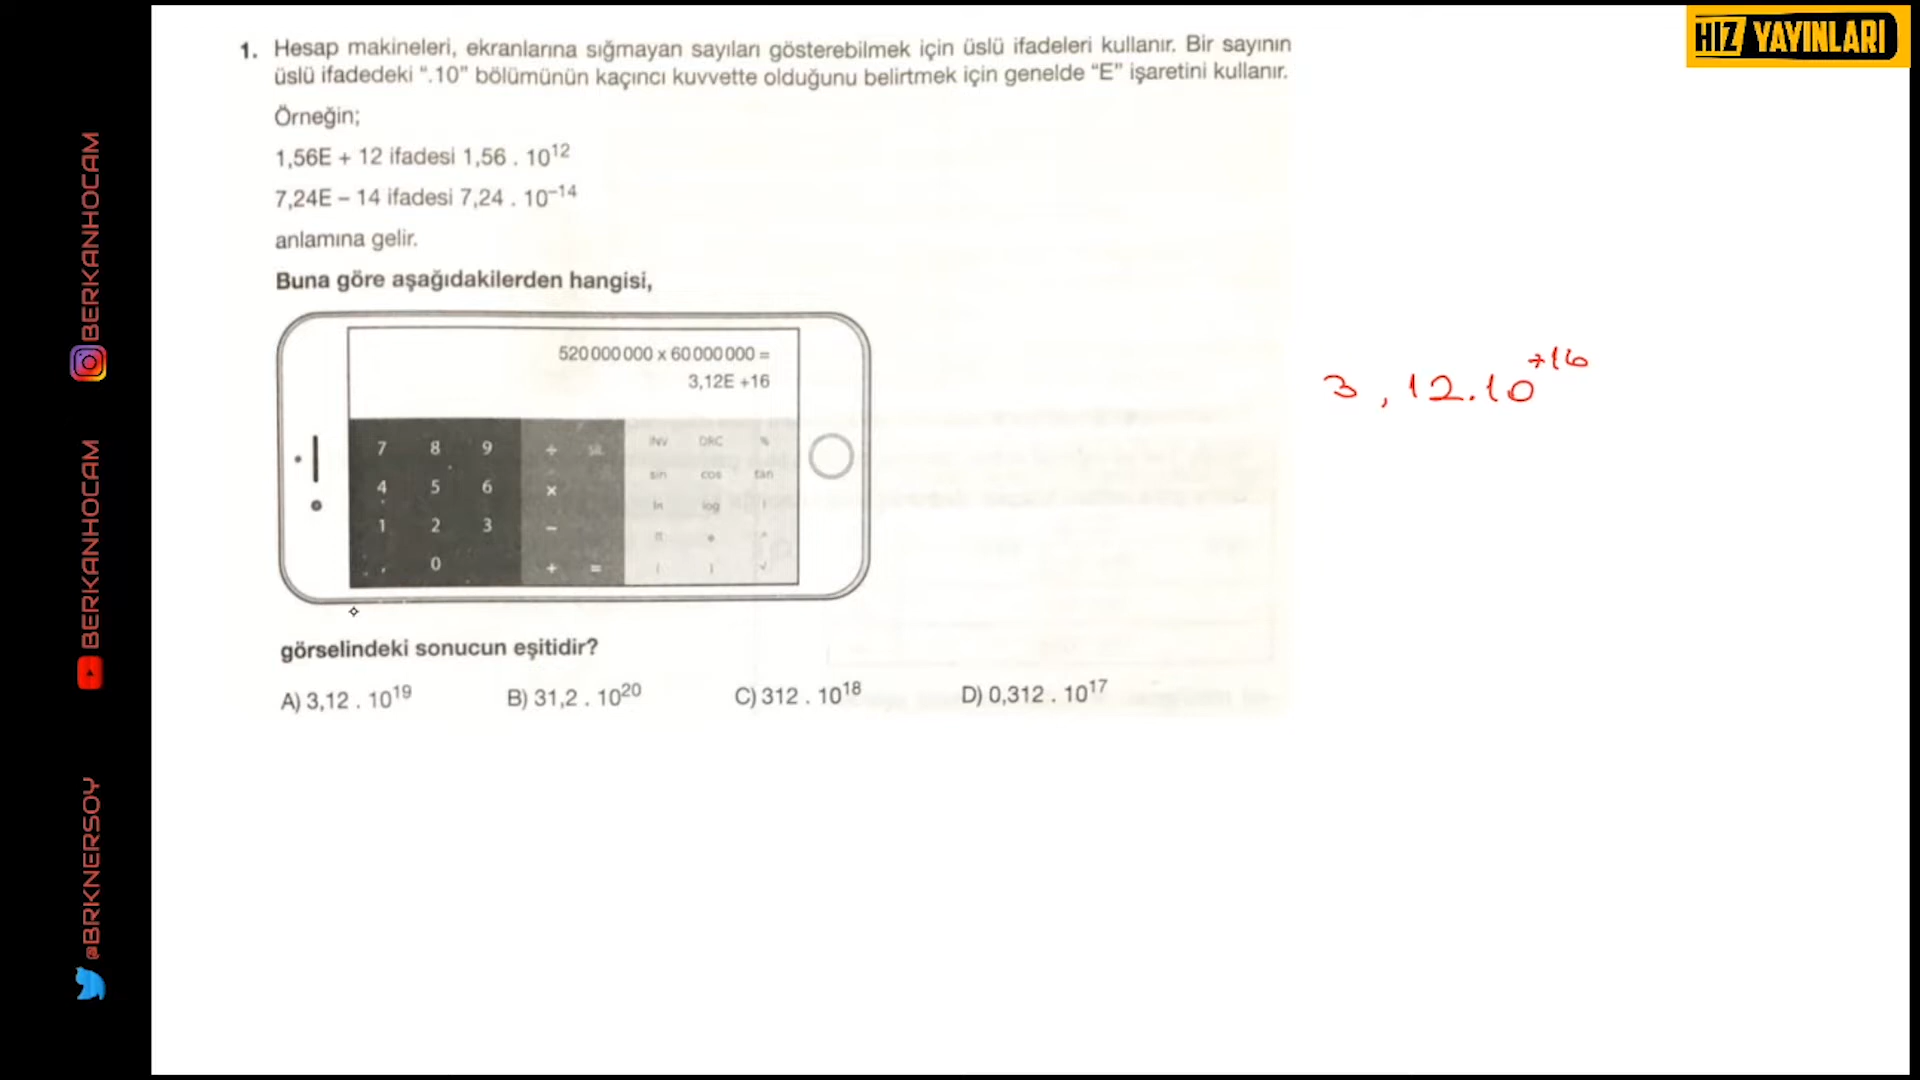 HIZ YAYINLARI
1. Hesap makineleri, ekranlarına sığmayan sayıları gösterebilmek için üslü ifadeleri kullanır. Bir sayının
üslü ifadedeki “.10” bölümünün kaçıncı kuvvette olduğunu belirtmek için genelde “E” işaretini kullanır.
Örneğin;
1,56E + 12 ifadesi 1,56 . 10¹²
7,24E – 14 ifadesi 7,24 . 10⁻¹⁴
anlamına gelir.
Buna göre aşağıdakilerden hangisi,
520 000 000 x 60 000 000 =
3,12E +16
7 8 9 ÷ INV DRC %
sin cos tan
4 5 6 x
ln log
1 2 3 –
π e ^
0 + = ( ) √
3,12.10⁺¹⁶
görselindeki sonucun eşitidir?
A) 3,12 . 10¹⁹ B) 31,2 . 10²⁰ C) 312 . 10¹⁸ D) 0,312 . 10¹⁷
BERKANHOCAM
BERKANHOCAM
@BRKNERSOY